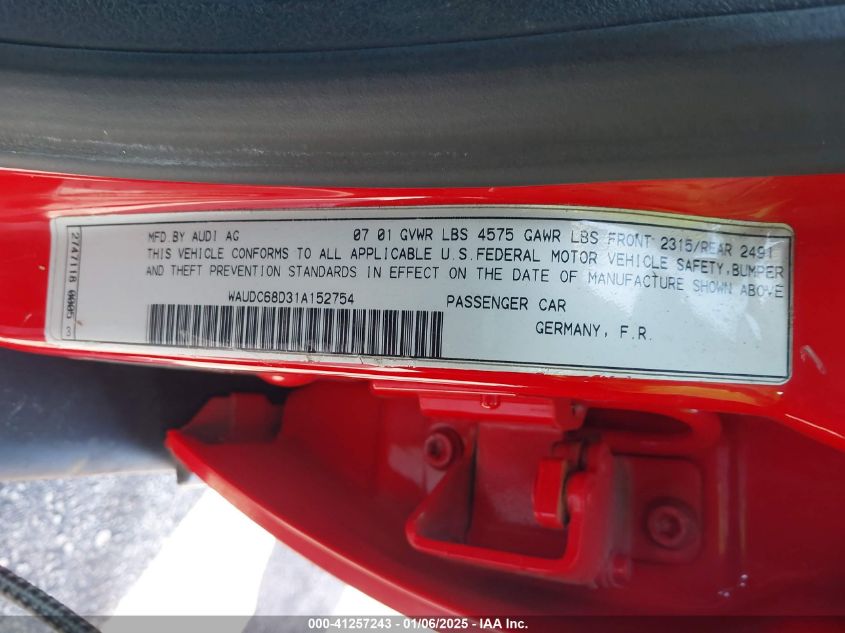 MFD BY AUDI AG 07 01 GVWR LBS 4575 GAWR LBS FRONT 2315/REAR 2491
THIS VEHICLE CONFORMS TO ALL APPLICABLE U.S.FEDERAL MOTOR VEHICLE SAFETY,BUMPER
AND THEFT PREVENTION STANDARDS IN EFFECT ON THE DATE OF MANUFACTURE SHOWN ABOVE
WAUDC68D31A152754 PASSENGER CAR
GERMANY, F.R.
2747118
000-41257243 - 01/06/2025 - IAA Inc.